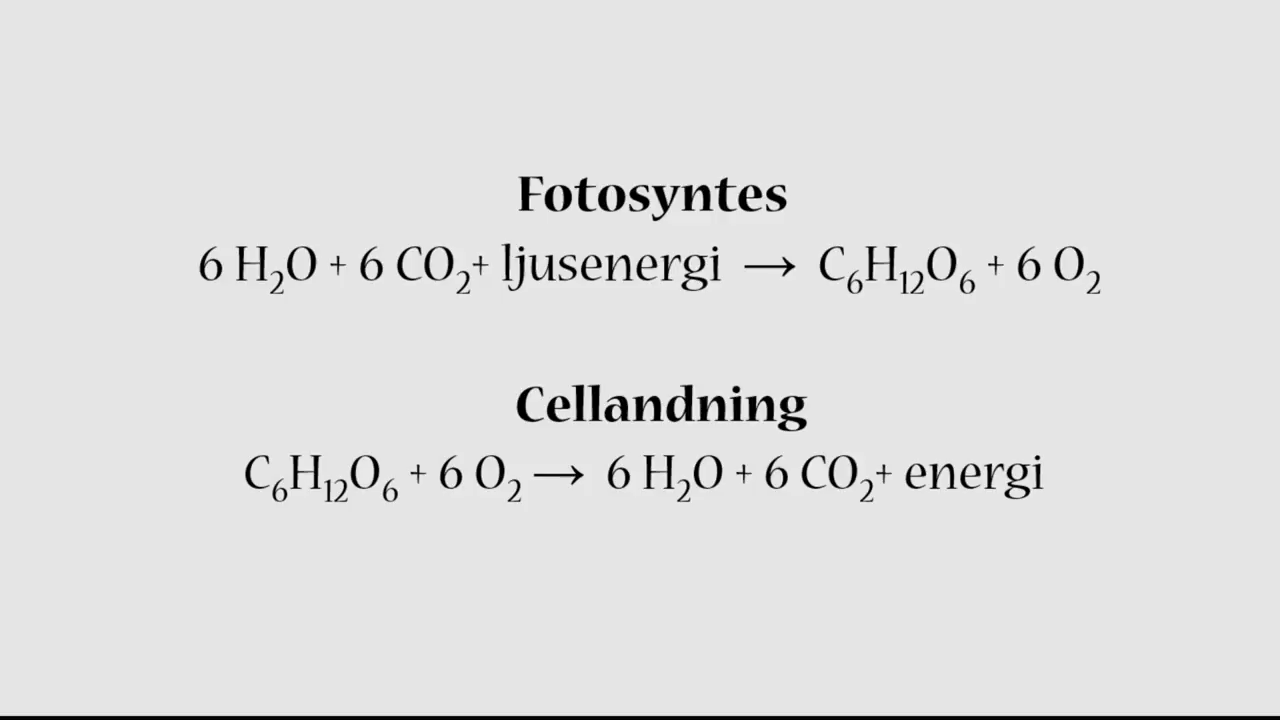 Fotosyntes
6 H₂O + 6 CO₂+ ljusenergi → C₆H₁₂O₆ + 6 O₂
Cellandning
C₆H₁₂O₆ + 6 O₂ → 6 H₂O + 6 CO₂+ energi